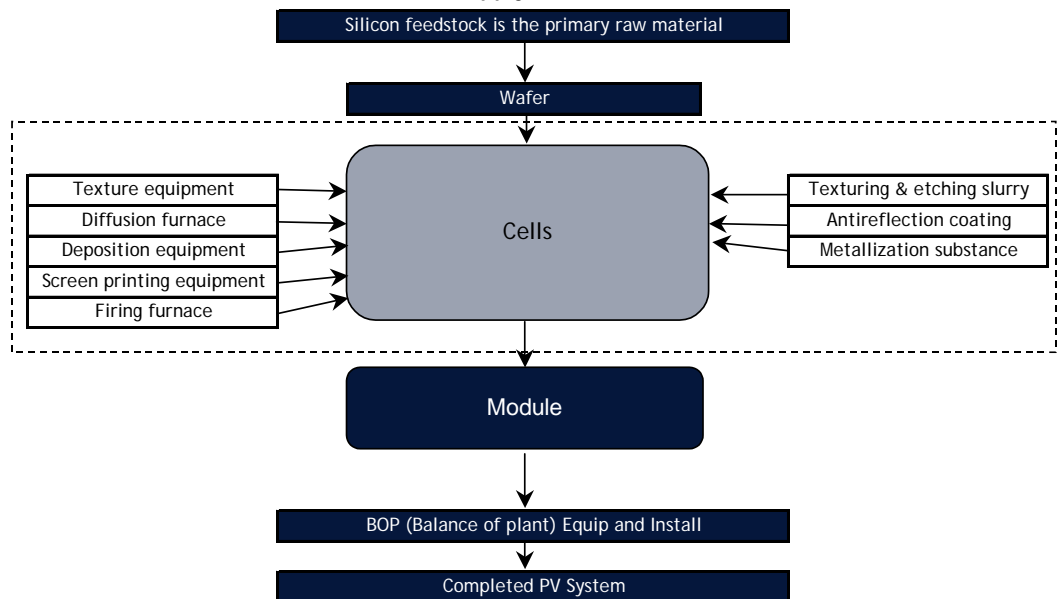 Silicon feedstock is the primary raw material
Wafer
Texture equipment
Diffusion furnace
Deposition equipment
Screen printing equipment
Firing furnace
Cells
Texturing & etching slurry
Antireflection coating
Metallization substance
Module
BOP (Balance of plant) Equip and Install
Completed PV System